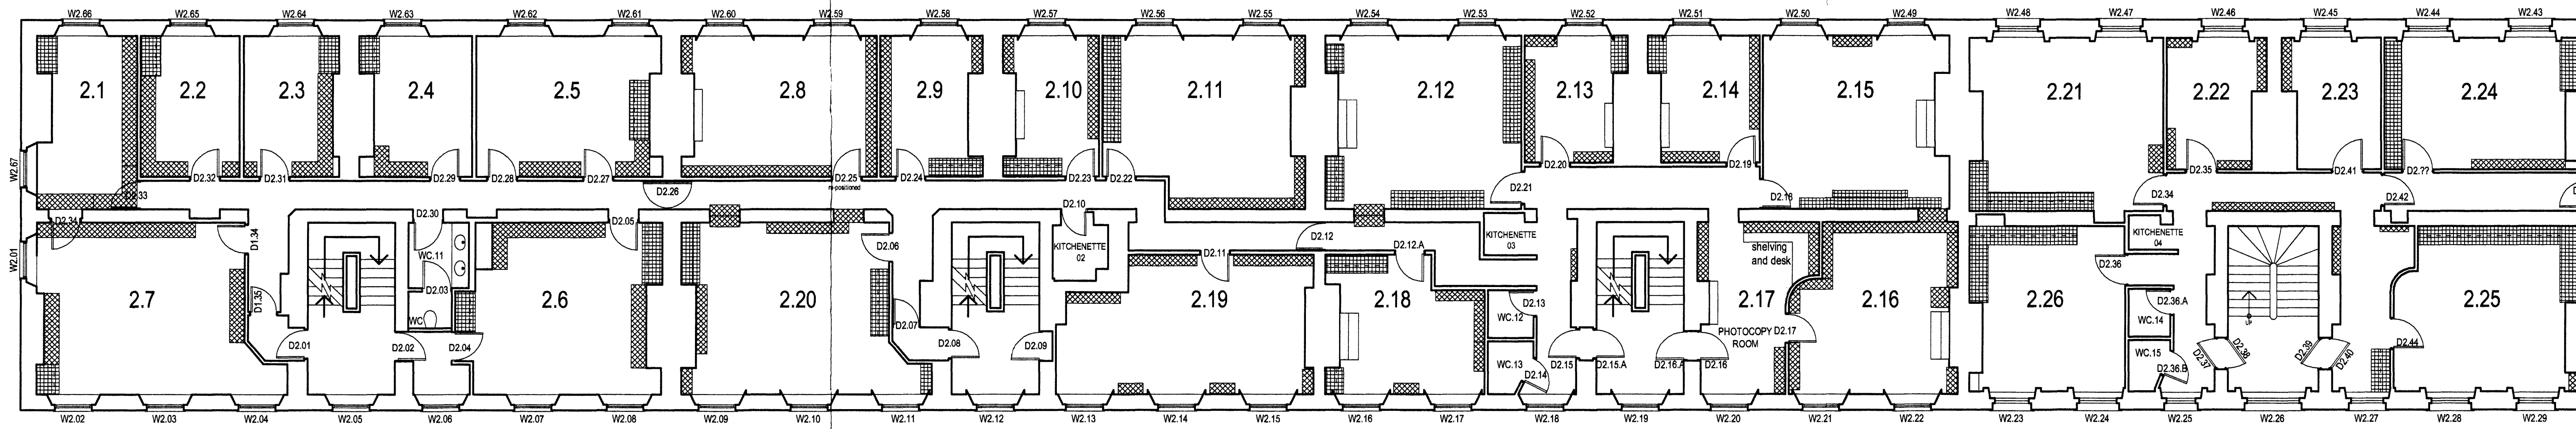 W2.66 W2.65 W2.64 W2.63 W2.62 W2.61 W2.60 W2.59 W2.58 W2.57 W2.56 W2.55 W2.54 W2.53 W2.52 W2.51 W2.50 W2.49 W2.48 W2.47 W2.46 W2.45 W2.44 W2.43
2.1 2.2 2.3 2.4 2.5 2.8 2.9 2.10 2.11 2.12 2.13 2.14 2.15 2.21 2.22 2.23 2.24
W2.67
D2.33 D2.32 D2.31 D2.29 D2.28 D2.27 D2.26 D2.25 D2.24 D2.23 D2.22 D2.21 D2.20 D2.19 D2.18 D2.34 D2.35 D2.41 D2.?? D2.42
re-positioned
W2.01
D2.34 D1.34 D2.30 D2.05 D2.06 D2.10 D2.11 D2.12 D2.12.A D2.36
KITCHENETTE
02
KITCHENETTE
03
KITCHENETTE
04
shelving
and desk
WC.11
D2.03
WC
2.7 2.6 2.20 2.19 2.18 2.17 2.16 2.26 2.25
D1.35 D2.01 D2.02 D2.04 D2.07 D2.08 D2.09
D2.13
WC.12
WC.13
D2.14
D2.15 D2.15.A D2.16.A D2.16
PHOTOCOPY
ROOM
D2.17
D2.36.A
WC.14
WC.15
D2.36.B
UP
D2.37 D2.38 D2.39 D2.40 D2.44
W2.02 W2.03 W2.04 W2.05 W2.06 W2.07 W2.08 W2.09 W2.10 W2.11 W2.12 W2.13 W2.14 W2.15 W2.16 W2.17 W2.18 W2.19 W2.20 W2.21 W2.22 W2.23 W2.24 W2.25 W2.26 W2.27 W2.28 W2.29